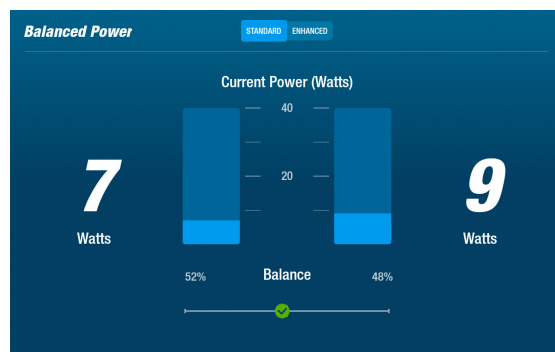 Balanced Power
STANDARD ENHANCED
Current Power (Watts)
40
20
7
Watts
9
Watts
52% Balance 48%